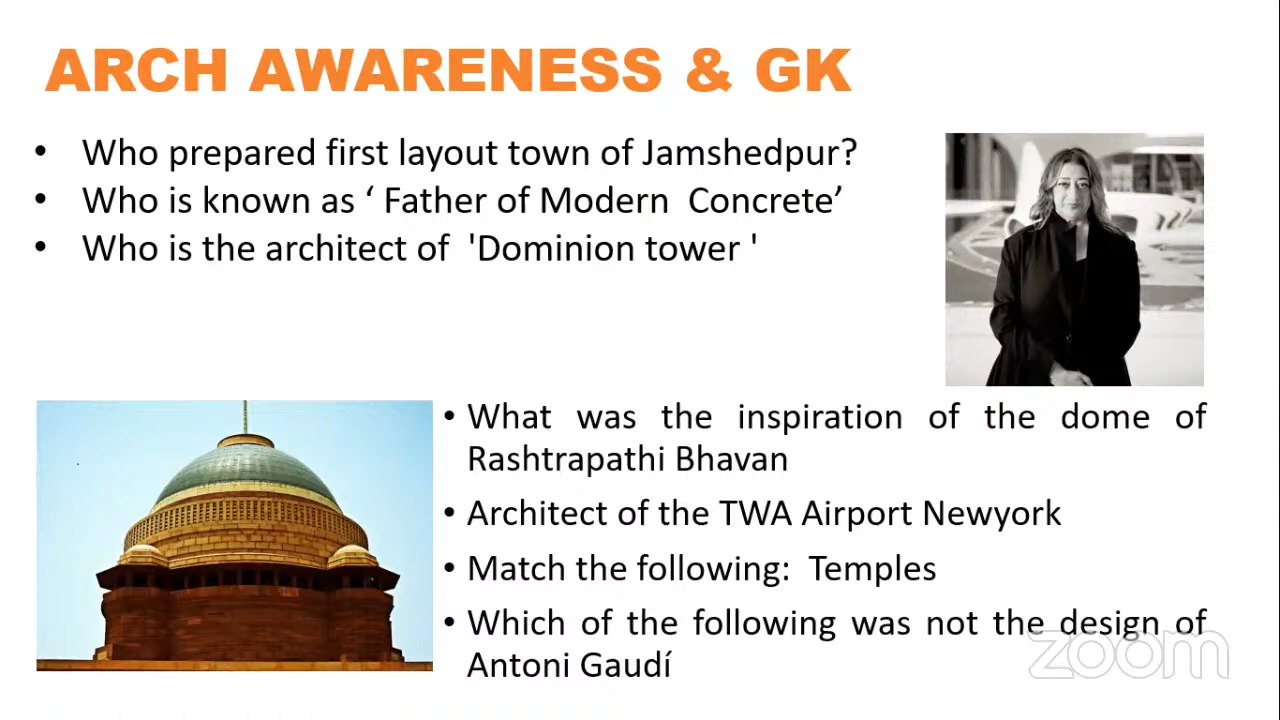 ARCH AWARENESS & GK
• Who prepared first layout town of Jamshedpur?
• Who is known as ‘ Father of Modern Concrete’
• Who is the architect of 'Dominion tower '
• What was the inspiration of the dome of
Rashtrapathi Bhavan
• Architect of the TWA Airport Newyork
• Match the following: Temples
• Which of the following was not the design of
Antoni Gaudí
zoom